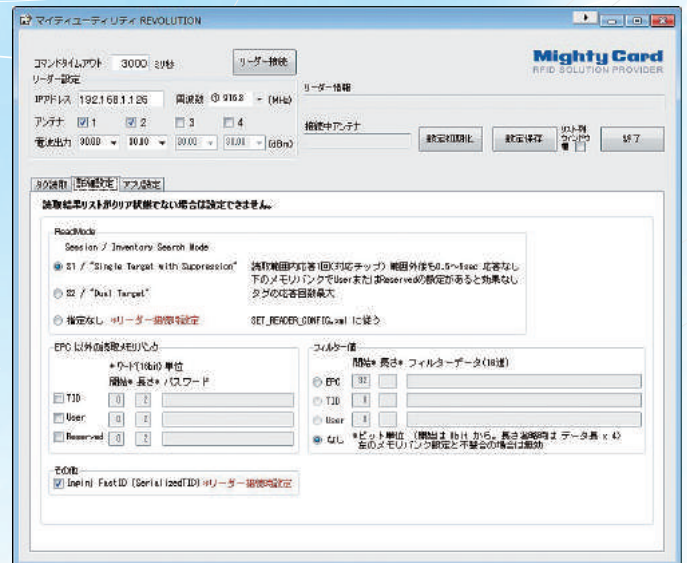 マイティユーティリティ REVOLUTION
コマンドタイムアウト 3000 ミリ秒 リーダー接続
Mighty Card
RFID SOLUTION PROVIDER
リーダー設定
リーダー情報
IPアドレス 192.168.1.126 周波数 ① 916.8 (MHz)
アンテナ 1 2 3 4
接続中アンテナ
設定初期化 設定保存 リスト列ウィンドウ幅 終了
電波出力 30.00 30.00 [dBm]
タグ読取 詳細設定 アプリ設定
読取結果リストがクリア状態でない場合は設定できません。
ReadMode
Session / Inventory Search Mode
S1 / "Single Target with Suppression" 読取範囲内応答1回(対応チップ) 範囲外後も0.5~5sec 応答なし
下のメモリバンクでUserまたはReservedの設定があると効果なし
S2 / "Dual Target" タグの応答回数最大
指定なし *リーダー接続時設定 SET_READER_CONFIG.xml に従う
EPC 以外の読取メモリバンク
*ワード(16bit) 単位
開始* 長さ* パスワード
TID 0 2
User 0 2
Reserved 0 2
フィルター値
開始* 長さ* フィルターデータ(16進)
EPC 32
TID
User
なし *ビット単位 (開始は 0bit から。長さ省略時は データ長 x 4)
左のメモリバンク設定と不整合の場合は無効
その他
Inpinj FastID (SerializedTID) *リーダー接続時設定